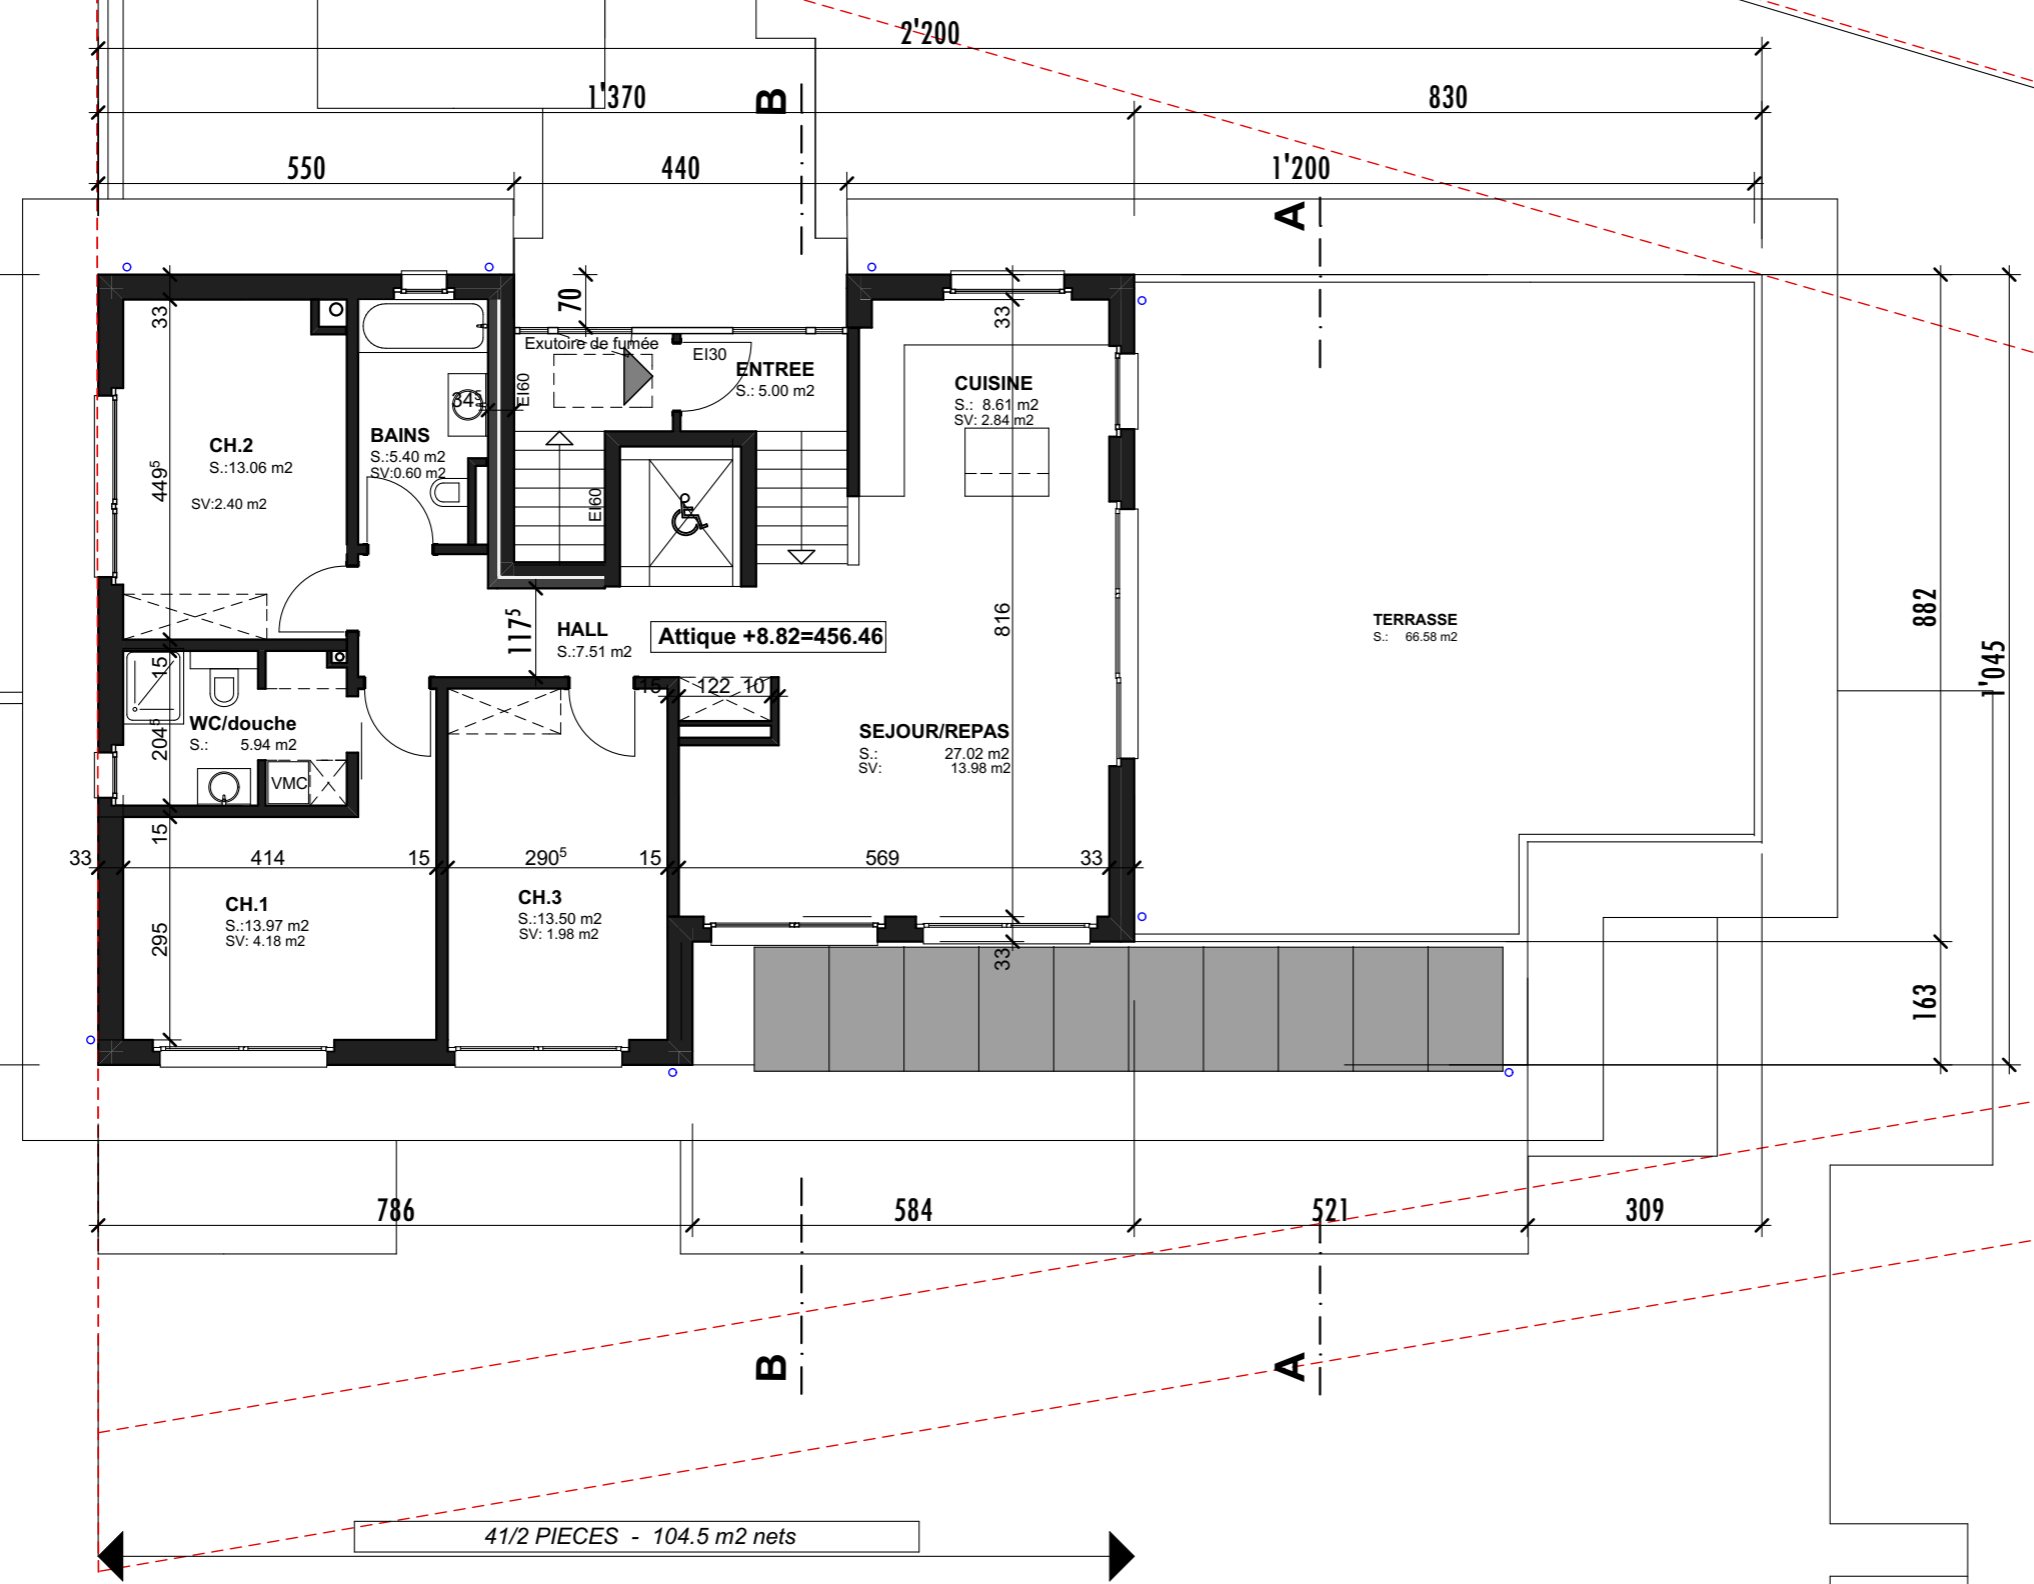 2'200
1'370
B
830
550
440
1'200
A
33
70
33
Exutoire de fumée
EI30
ENTREE
S.: 5.00 m2
EI60
34⁵
CUISINE
S.: 8.61 m2
SV: 2.84 m2
BAINS
S.:5.40 m2
SV:0.60 m2
CH.2
S.:13.06 m2
SV:2.40 m2
449⁵
EI60
816
882
1'045
117⁵
HALL
S.:7.51 m2
Attique +8.82=456.46
TERRASSE
S.: 66.58 m2
15
15
122
10
WC/douche
S.: 5.94 m2
204⁵
VMC
SEJOUR/REPAS
S.: 27.02 m2
SV: 13.98 m2
15
33
414
15
290⁵
15
569
33
CH.1
S.:13.97 m2
SV: 4.18 m2
CH.3
S.:13.50 m2
SV: 1.98 m2
295
33
163
786
584
521
309
B
A
41/2 PIECES - 104.5 m2 nets